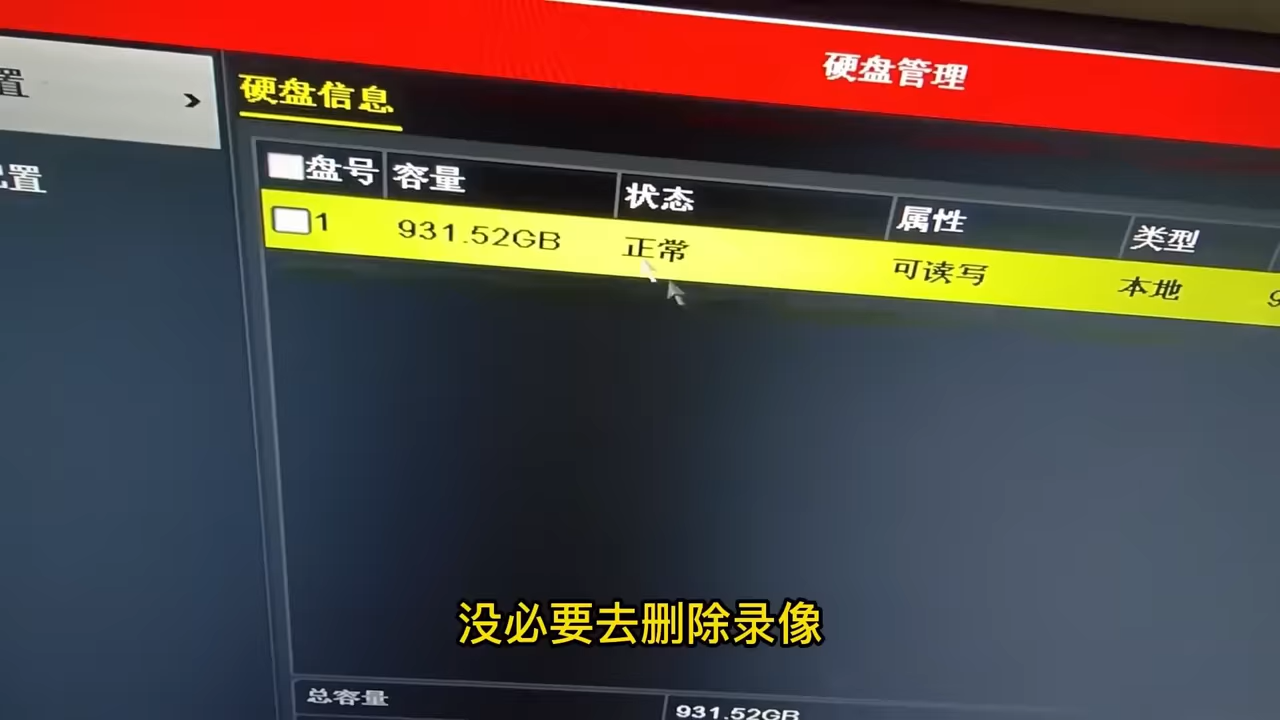 硬盘管理
置
硬盘信息
配置
盘号 容量 状态 属性 类型
1 931.52GB 正常 可读写 本地 9
没必要去删除录像
总容量 931.52GB